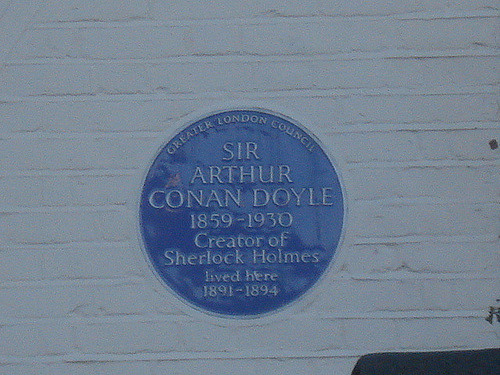 GREATER LONDON COUNCIL
SIR
ARTHUR
CONAN DOYLE
1859-1930
Creator of
Sherlock Holmes
lived here
1891-1894